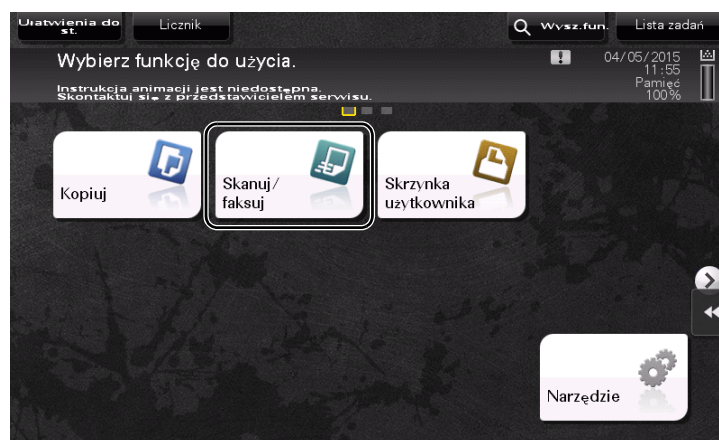 Ułatwienia do st.
Licznik
Wysz.fun.
Lista zadań
Wybierz funkcję do użycia.
04/05/2015
11:55
Pamięć
100%
Instrukcja animacji jest niedostępna.
Skontaktuj się z przedstawicielem serwisu.
Kopiuj
Skanuj/
faksuj
Skrzynka
użytkownika
Narzędzie